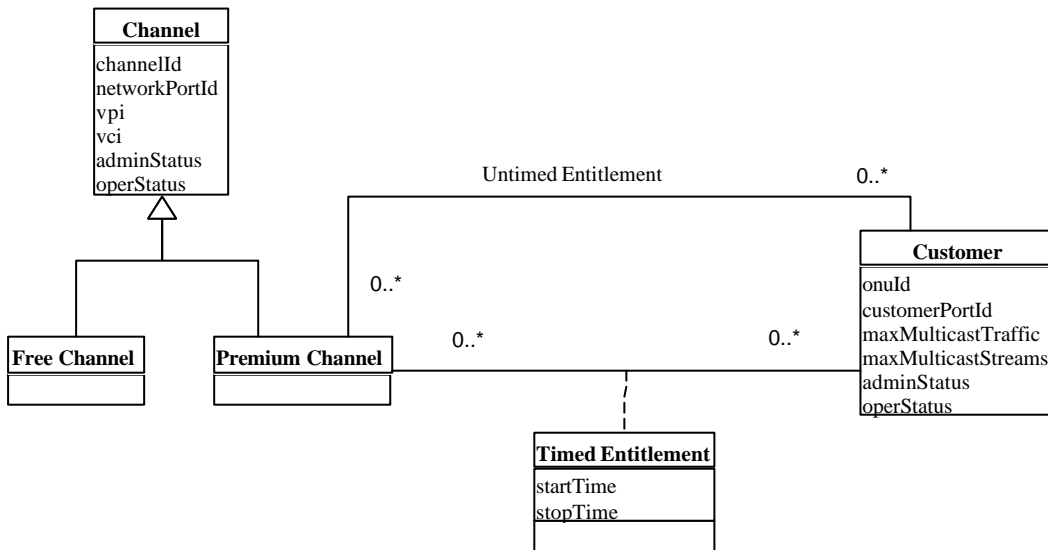 Channel
channelId
networkPortId
vpi
vci
adminStatus
operStatus
Untimed Entitlement
0..*
Customer
onuId
customerPortId
maxMulticastTraffic
maxMulticastStreams
adminStatus
operStatus
0..*
0..*
0..*
Free Channel
Premium Channel
Timed Entitlement
startTime
stopTime